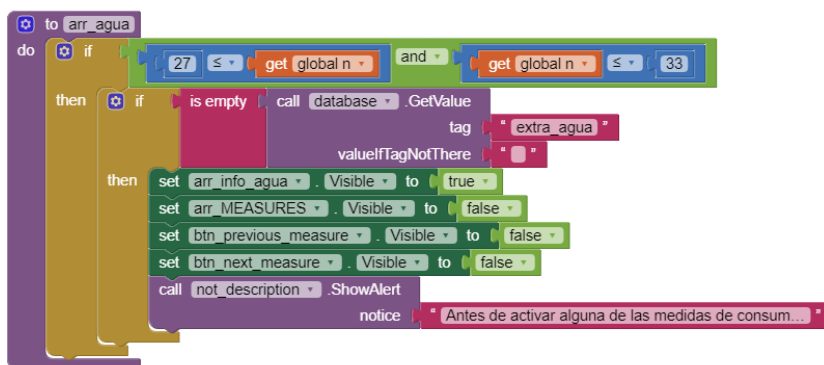 to arr_agua
do if 27 ≤ get global n and get global n ≤ 33
then if is empty call database .GetValue
tag " extra_agua "
valueIfTagNotThere " "
then set arr_info_agua . Visible to true
set arr_MEASURES . Visible to false
set btn_previous_measure . Visible to false
set btn_next_measure . Visible to false
call not_description .ShowAlert
notice " Antes de activar alguna de las medidas de consum... "